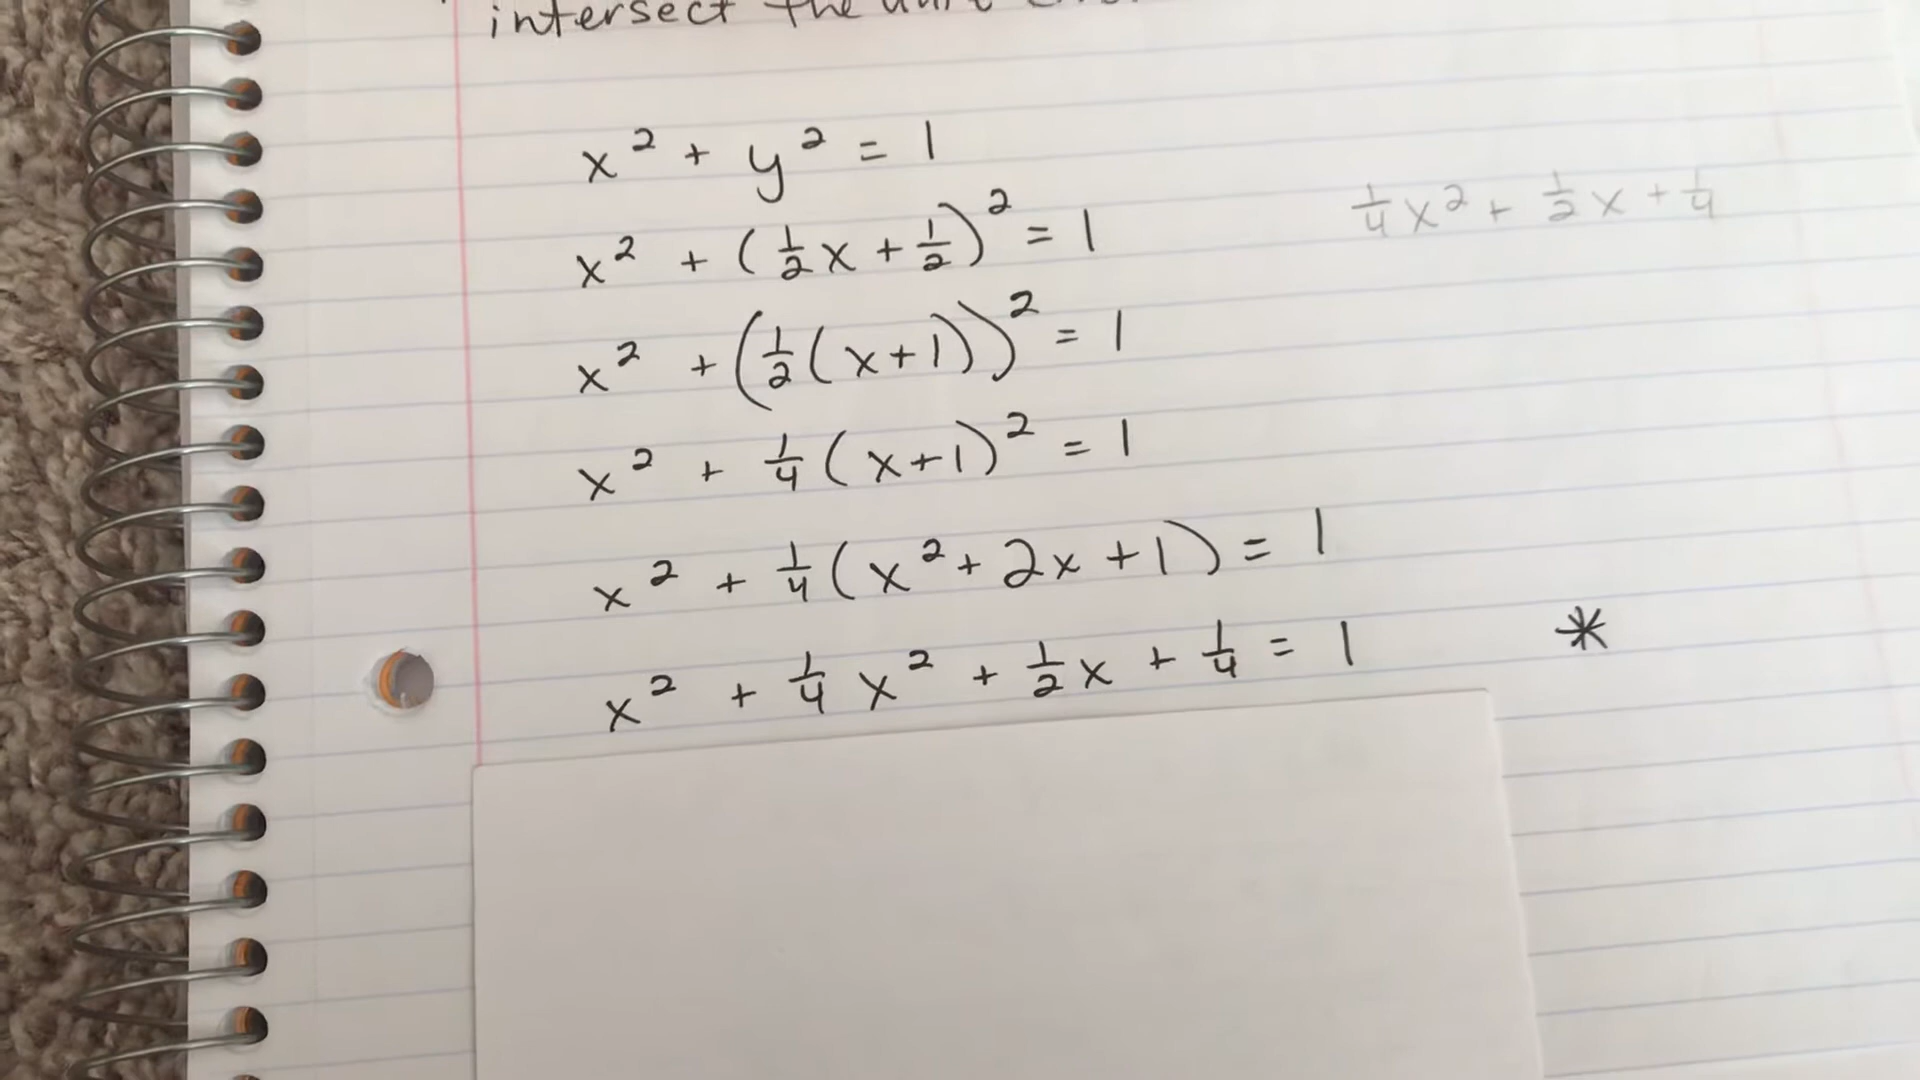 intersect the unit
x² + y² = 1
x² + (½x + ½)² = 1
¼x² + ½x + ¼
x² + (½(x+1))² = 1
x² + ¼(x+1)² = 1
x² + ¼(x² + 2x + 1) = 1
x² + ¼x² + ½x + ¼ = 1 *